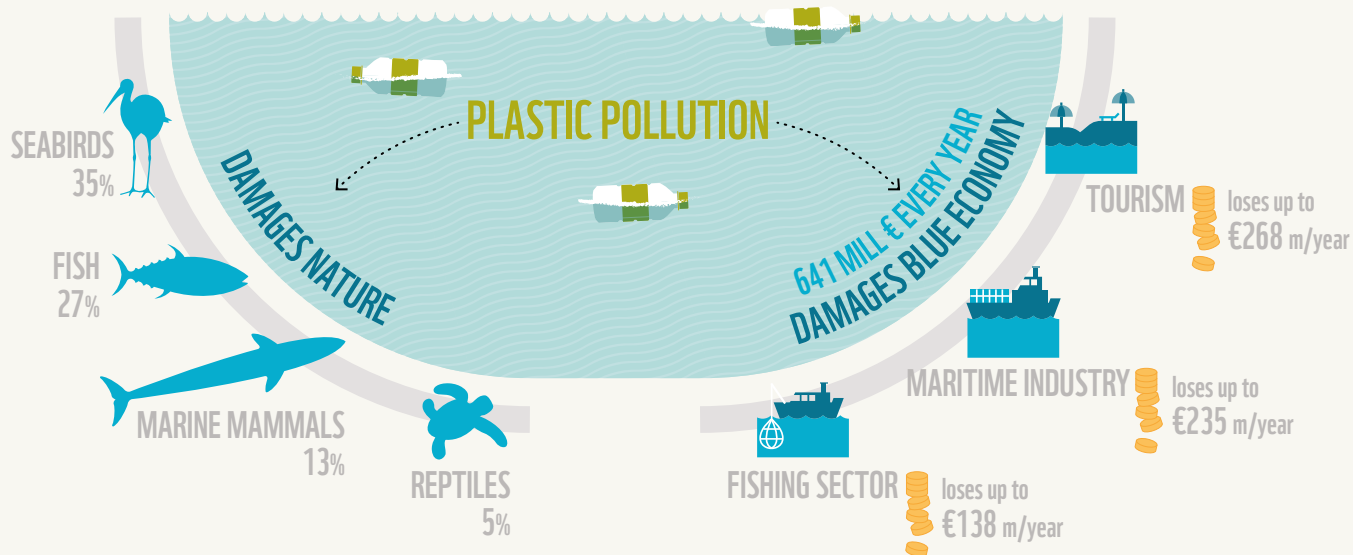 PLASTIC POLLUTION
DAMAGES NATURE
SEABIRDS
35%
FISH
27%
MARINE MAMMALS
13%
REPTILES
5%
641 MILL € EVERY YEAR
DAMAGES BLUE ECONOMY
TOURISM
loses up to
€268 m/year
MARITIME INDUSTRY
loses up to
€235 m/year
FISHING SECTOR
loses up to
€138 m/year